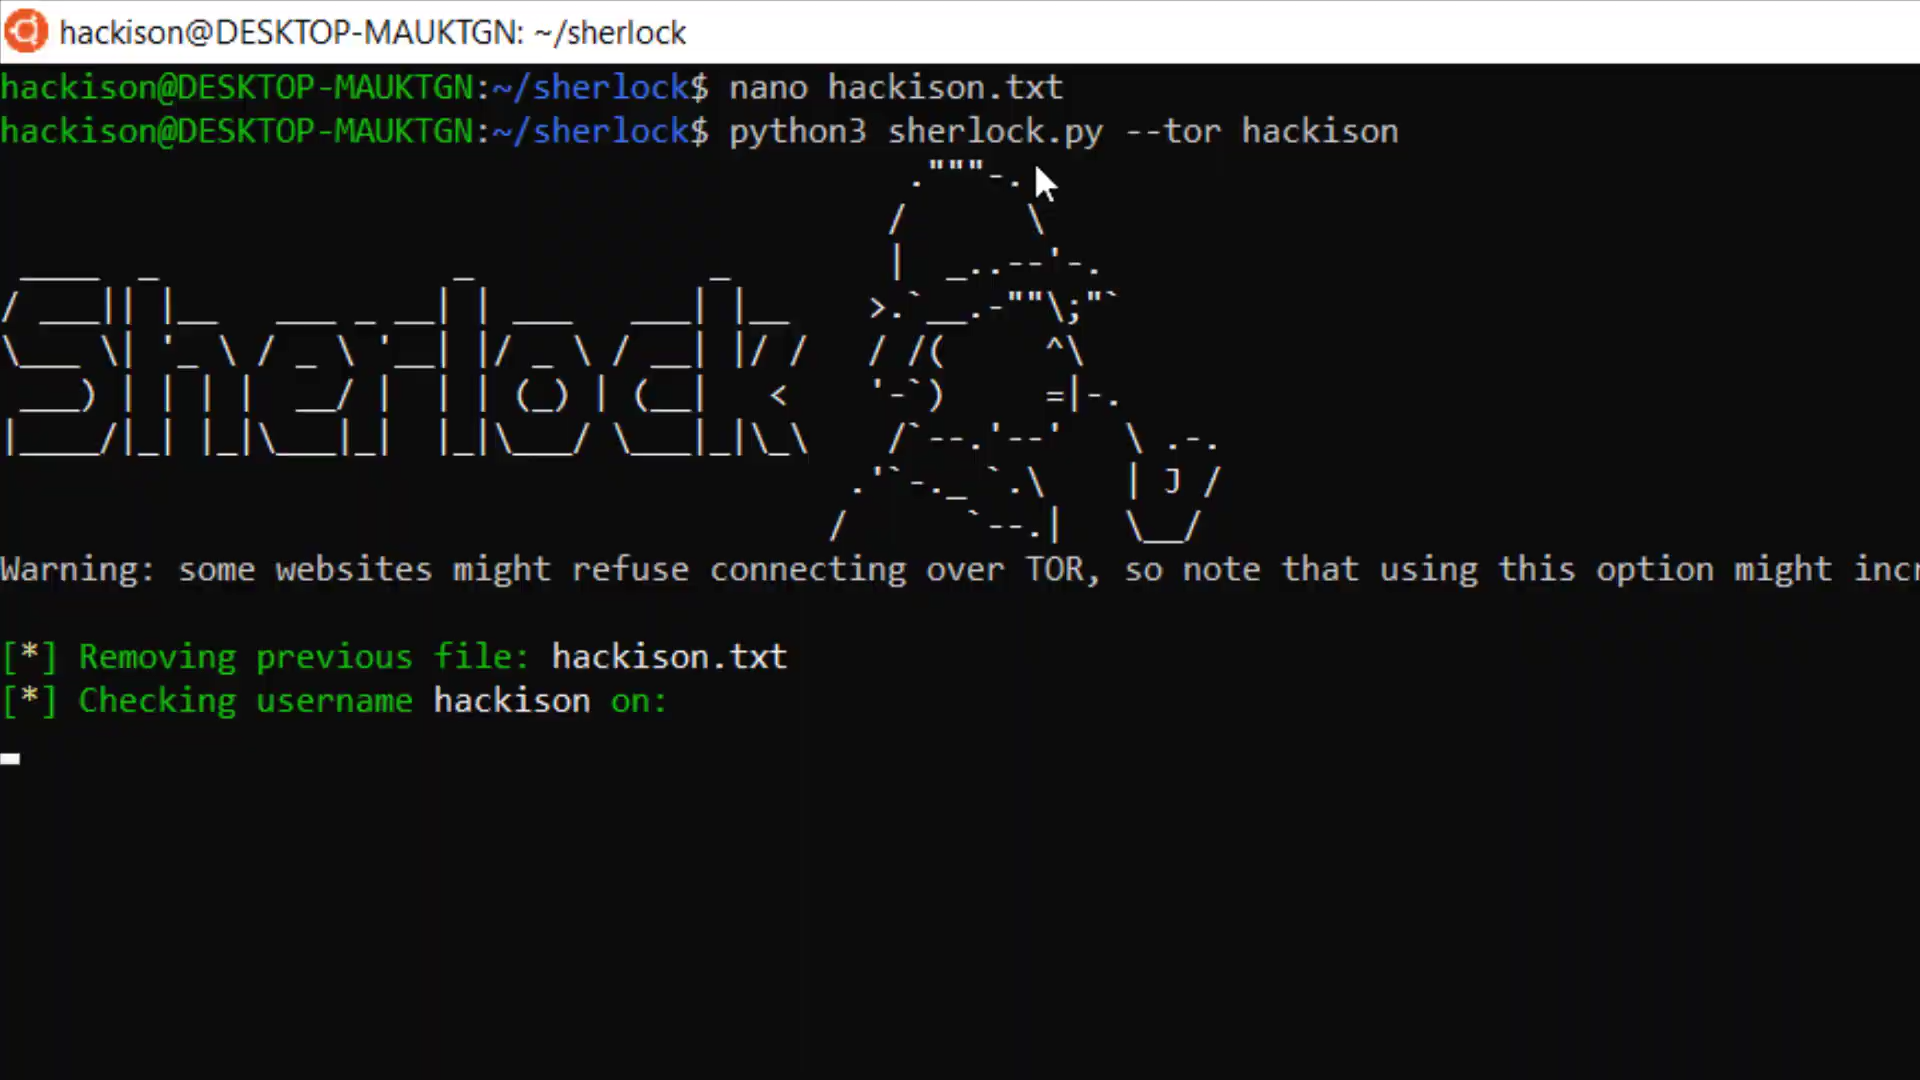 hackison@DESKTOP-MAUKTGN: ~/sherlock
hackison@DESKTOP-MAUKTGN:~/sherlock$ nano hackison.txt
hackison@DESKTOP-MAUKTGN:~/sherlock$ python3 sherlock.py --tor hackison
Sherlock
Warning: some websites might refuse connecting over TOR, so note that using this option might incr
[*] Removing previous file: hackison.txt
[*] Checking username hackison on: